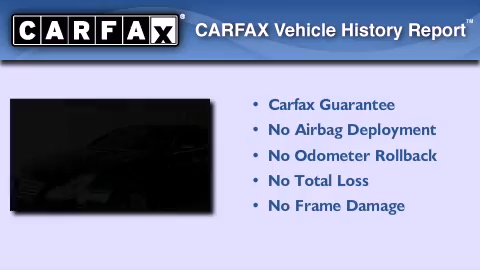 CARFAX® CARFAX Vehicle History Report™
• Carfax Guarantee
• No Airbag Deployment
• No Odometer Rollback
• No Total Loss
• No Frame Damage